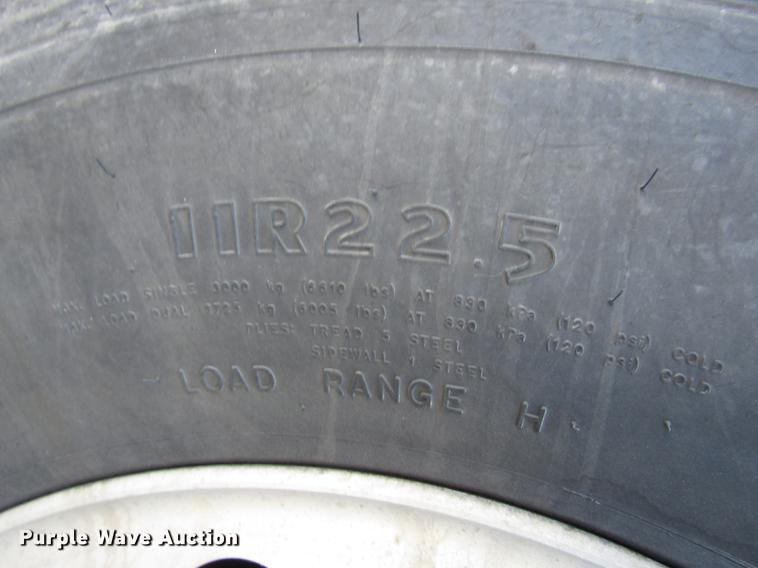 11R22.5
MAX. LOAD SINGLE 3000 kg (6610 lbs) AT 830 kPa (120 psi) COLD
MAX. LOAD DUAL 2725 kg (6005 lbs) AT 830 kPa (120 psi) COLD
PLIES: TREAD 5 STEEL
SIDEWALL 1 STEEL
LOAD RANGE H
Purple Wave Auction